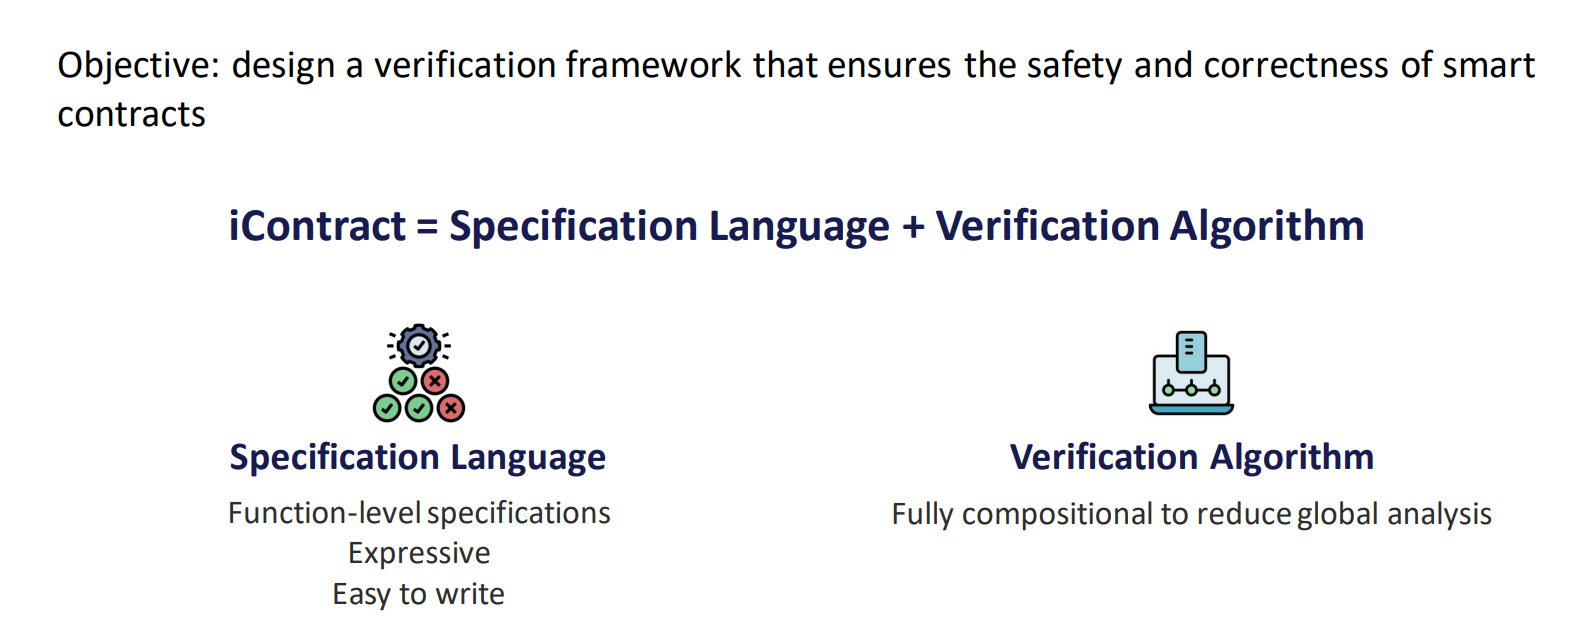 Objective: design a verification framework that ensures the safety and correctness of smart
contracts
iContract = Specification Language + Verification Algorithm
Specification Language
Function-level specifications
Expressive
Easy to write
Verification Algorithm
Fully compositional to reduce global analysis